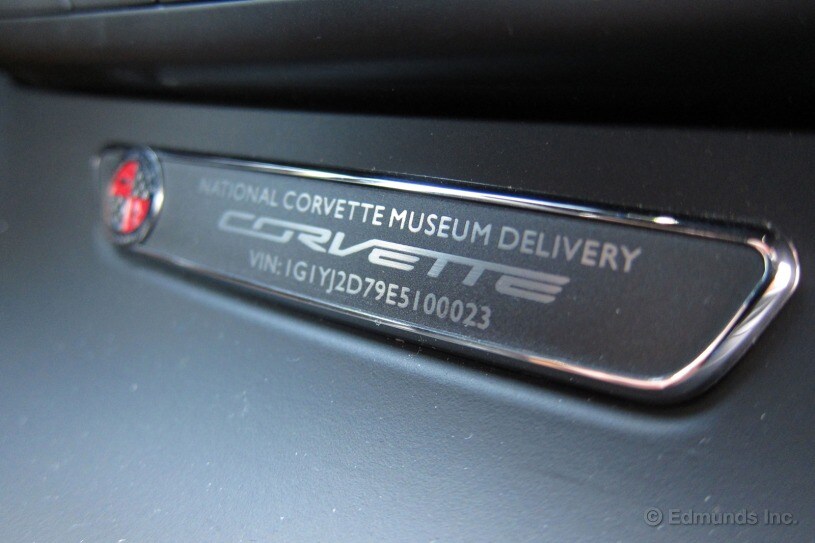 NATIONAL CORVETTE MUSEUM DELIVERY
CORVETTE
VIN: 1G1YJ2D79E5100023
© Edmunds Inc.